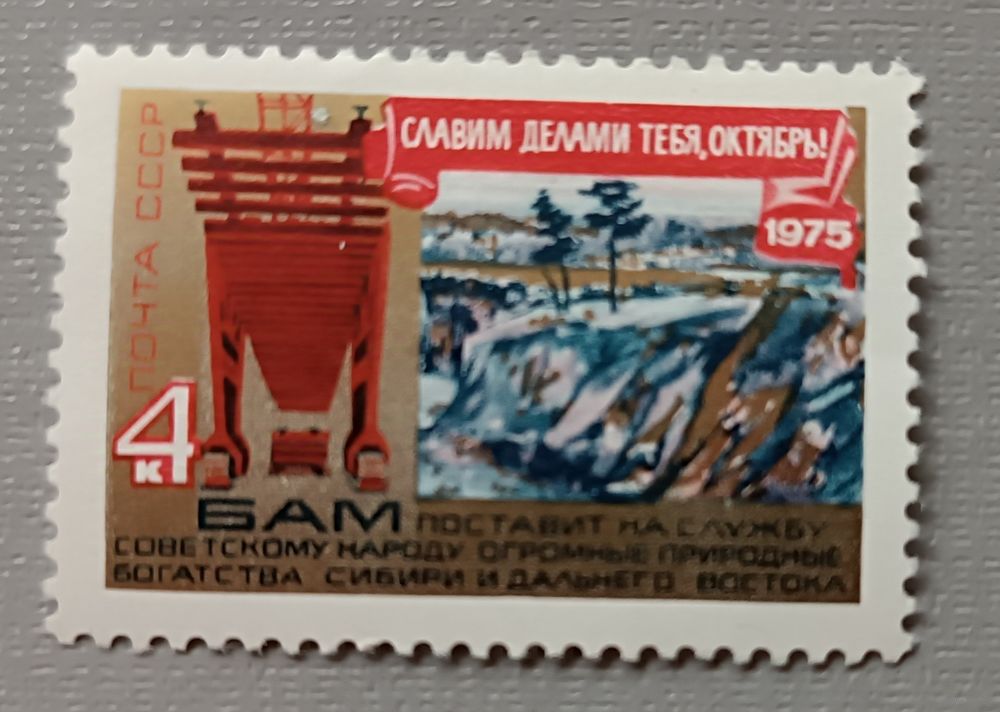 СЛАВИМ ДЕЛАМИ ТЕБЯ, ОКТЯБРЬ!
1975
ПОЧТА СССР
4
К
БАМ ПОСТАВИТ НА СЛУЖБУ
СОВЕТСКОМУ НАРОДУ ОГРОМНЫЕ ПРИРОДНЫЕ
БОГАТСТВА СИБИРИ И ДАЛЬНЕГО ВОСТОКА